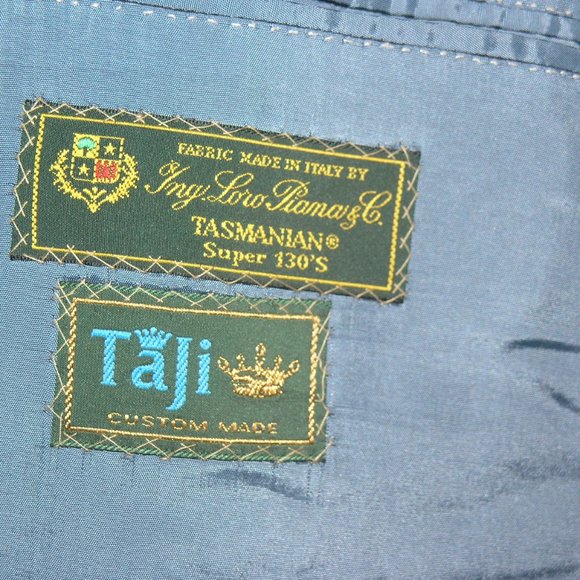 FABRIC MADE IN ITALY BY
Ing. Loro Piana & C.
TASMANIAN®
Super 130'S
TaJi
CUSTOM MADE